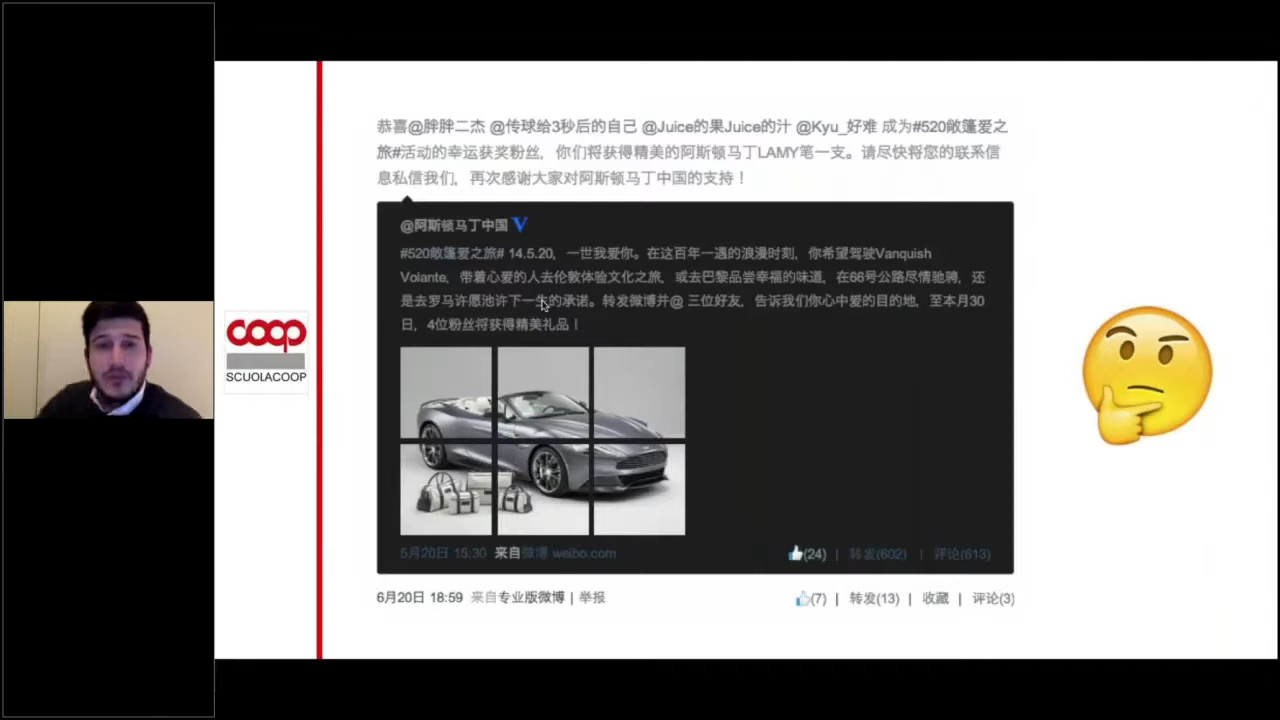 恭喜@胖胖二杰 @传球给3秒后的自己 @Juice的果Juice的汁 @Kyu_好难 成为#520敞篷爱之
旅#活动的幸运获奖粉丝，你们将获得精美的阿斯顿马丁LAMY笔一支。请尽快将您的联系信
息私信我们，再次感谢大家对阿斯顿马丁中国的支持！
@阿斯顿马丁中国
#520敞篷爱之旅# 14.5.20，一世我爱你。在这百年一遇的浪漫时刻，你希望驾驶Vanquish
Volante，带着心爱的人去伦敦体验文化之旅，或去巴黎品尝幸福的味道，在66号公路尽情驰骋，还
是去罗马许愿池许下一生的承诺。转发微博并@ 三位好友，告诉我们你心中爱的目的地，至本月30
日，4位粉丝将获得精美礼品！
5月20日 15:30 来自微博 weibo.com
(24) | 转发(602) | 评论(613)
6月20日 18:59 来自专业版微博 | 举报
(7) | 转发(13) | 收藏 | 评论(3)
coop
SCUOLACOOP